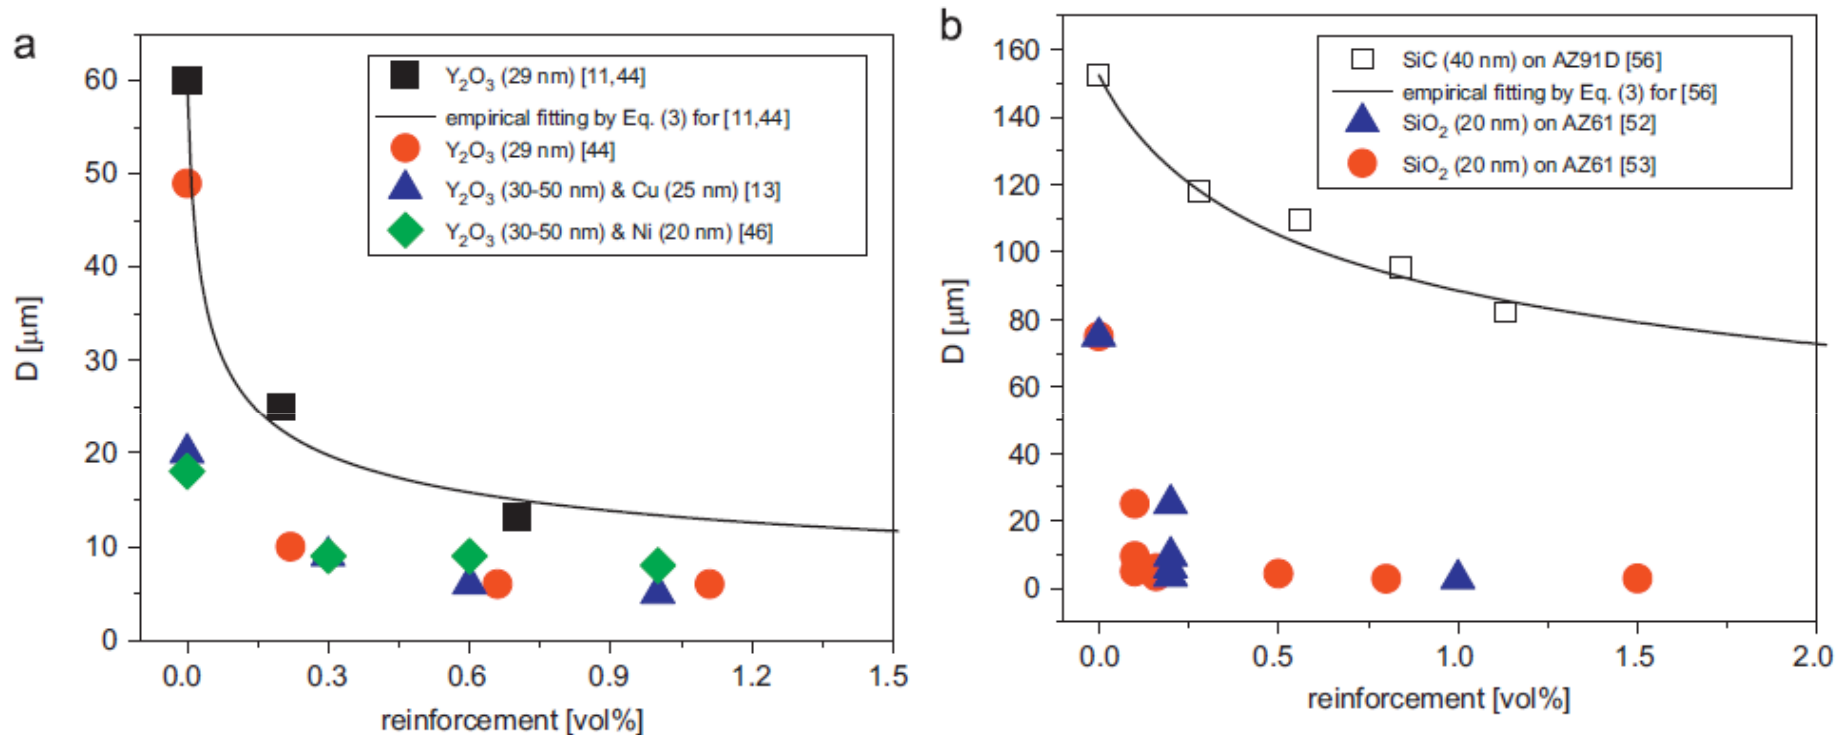 a
60
50
40
30
20
10
0
D [μm]
Y₂O₃ (29 nm) [11,44]
empirical fitting by Eq. (3) for [11,44]
Y₂O₃ (29 nm) [44]
Y₂O₃ (30-50 nm) & Cu (25 nm) [13]
Y₂O₃ (30-50 nm) & Ni (20 nm) [46]
0.0 0.3 0.6 0.9 1.2 1.5
reinforcement [vol%]
b
160
140
120
100
80
60
40
20
0
D [μm]
SiC (40 nm) on AZ91D [56]
empirical fitting by Eq. (3) for [56]
SiO₂ (20 nm) on AZ61 [52]
SiO₂ (20 nm) on AZ61 [53]
0.0 0.5 1.0 1.5 2.0
reinforcement [vol%]